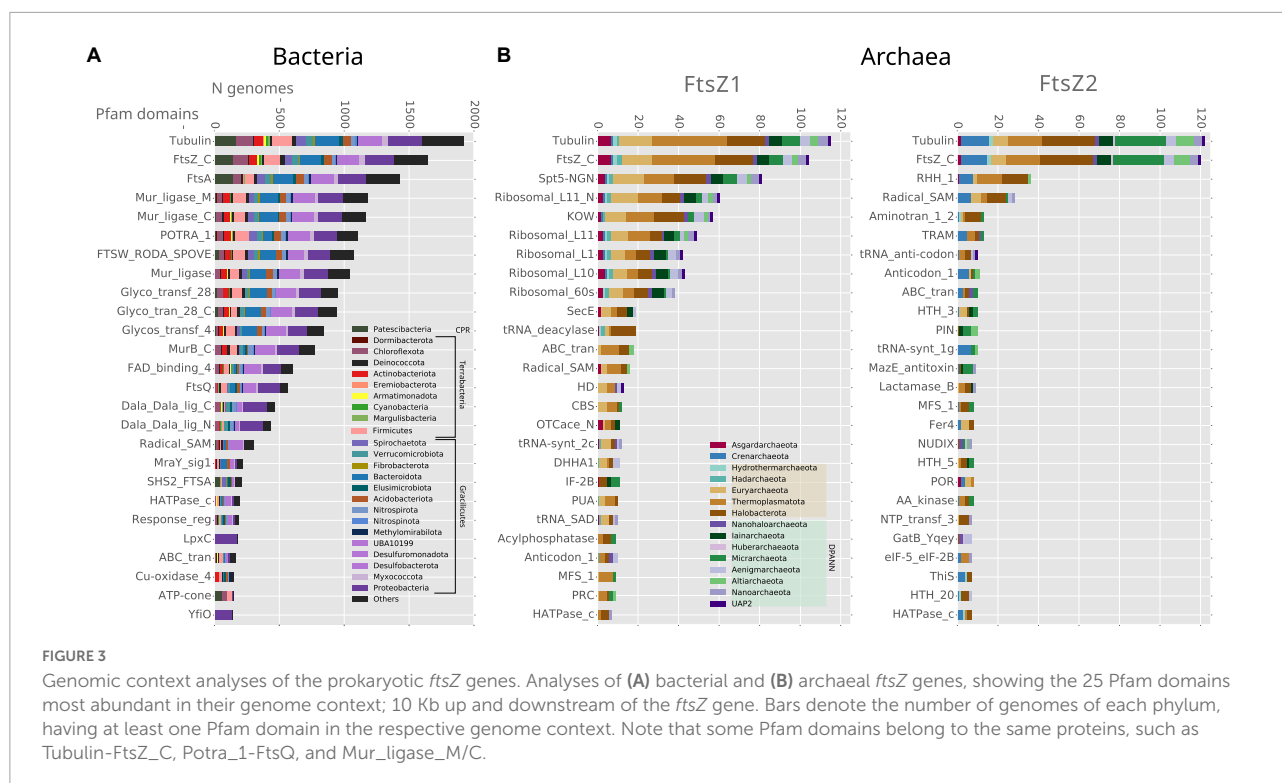 A
Bacteria
N genomes
Pfam domains
-
500
1000
1500
2000
Tubulin
FtsZ_C
FtsA
Mur_ligase_M
Mur_ligase_C
POTRA_1
FTSW_RODA_SPOVE
Mur_ligase
Glyco_transf_28
Glyco_tran_28_C
Glycos_transf_4
MurB_C
FAD_binding_4
FtsQ
Dala_Dala_lig_C
Dala_Dala_lig_N
Radical_SAM
MraY_sig1
SHS2_FTSA
HATPase_c
Response_reg
LpxC
ABC_tran
Cu-oxidase_4
ATP-cone
YfiO
Patescibacteria
CPR
Dormibacterota
Chloroflexota
Deinococcota
Actinobacteriota
Eremiobacterota
Armatimonadota
Cyanobacteria
Margulisbacteria
Firmicutes
Terrabacteria
Spirochaetota
Verrucomicrobiota
Fibrobacterota
Bacteroidota
Elusimicrobiota
Acidobacteriota
Nitrospirota
Nitrospinota
Methylomirabilota
UBA10199
Desulfuromonadota
Desulfobacterota
Myxococcota
Proteobacteria
Gracilicutes
Others
B
Archaea
FtsZ1
0
20
40
60
80
100
120
Tubulin
FtsZ_C
Spt5-NGN
Ribosomal_L11_N
KOW
Ribosomal_L11
Ribosomal_L1
Ribosomal_L10
Ribosomal_60s
SecE
tRNA_deacylase
ABC_tran
Radical_SAM
HD
CBS
OTCace_N
tRNA-synt_2c
DHHA1
IF-2B
PUA
tRNA_SAD
Acylphosphatase
Anticodon_1
MFS_1
PRC
HATPase_c
Asgardarchaeota
Crenarchaeota
Hydrothermarchaeota
Hadarchaeota
Euryarchaeota
Thermoplasmatota
Halobacterota
Nanohaloarchaeota
Iainarchaeota
Huberarchaeaota
Micrarchaeota
Aenigmarchaeota
Altiarchaeota
Nanoarchaeota
UAP2
DPANN
FtsZ2
0
20
40
60
80
100
120
Tubulin
FtsZ_C
RHH_1
Radical_SAM
Aminotran_1_2
TRAM
tRNA_anti-codon
Anticodon_1
ABC_tran
HTH_3
PIN
tRNA-synt_1g
MazE_antitoxin
Lactamase_B
MFS_1
Fer4
NUDIX
HTH_5
POR
AA_kinase
NTP_transf_3
GatB_Yqey
eIF-5_eIF-2B
ThiS
HTH_20
HATPase_c
FIGURE 3
Genomic context analyses of the prokaryotic ftsZ genes. Analyses of (A) bacterial and (B) archaeal ftsZ genes, showing the 25 Pfam domains
most abundant in their genome context; 10 Kb up and downstream of the ftsZ gene. Bars denote the number of genomes of each phylum,
having at least one Pfam domain in the respective genome context. Note that some Pfam domains belong to the same proteins, such as
Tubulin-FtsZ_C, Potra_1-FtsQ, and Mur_ligase_M/C.